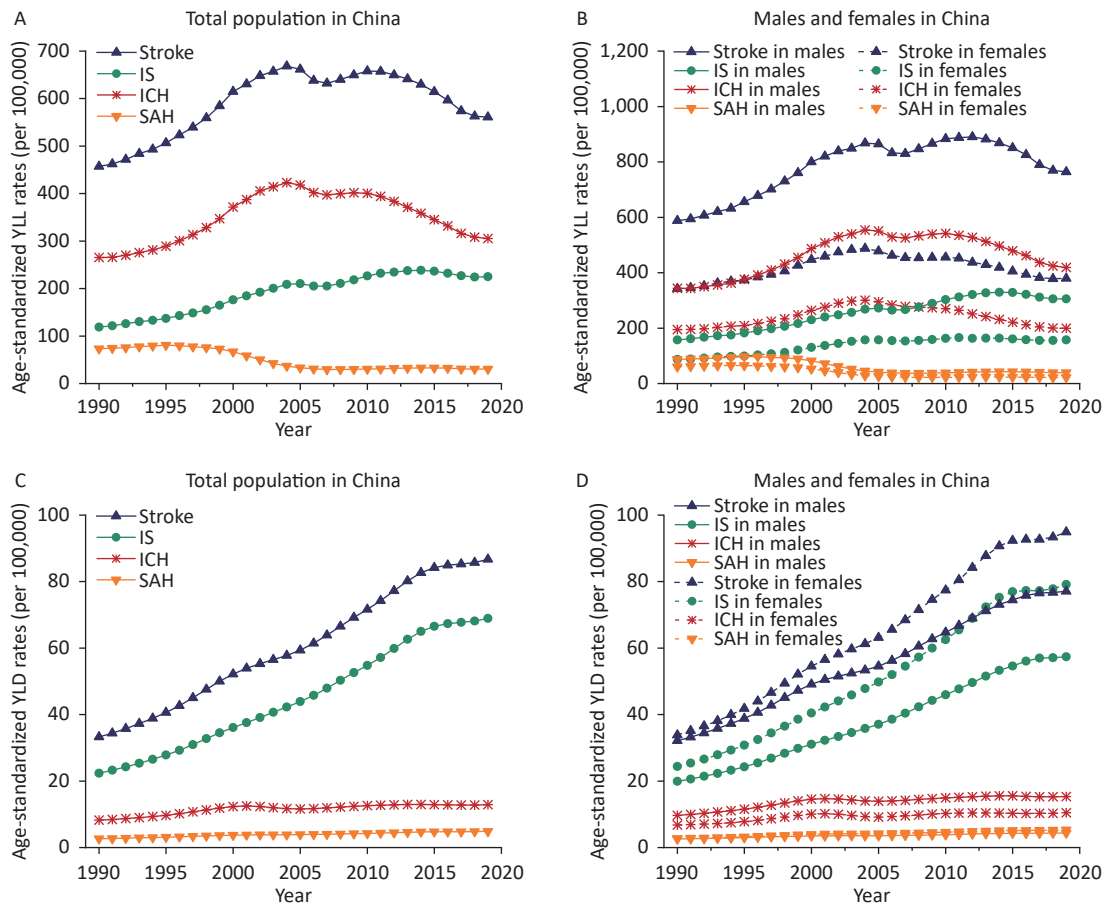 A Total population in China
Stroke
IS
ICH
SAH
700
600
500
400
300
200
100
0
Age-standardized YLL rates (per 100,000)
1990 1995 2000 2005 2010 2015 2020
Year
B Males and females in China
Stroke in males Stroke in females
IS in males IS in females
ICH in males ICH in females
SAH in males SAH in females
1,200
1,000
800
600
400
200
0
Age-standardized YLL rates (per 100,000)
1990 1995 2000 2005 2010 2015 2020
Year
C Total population in China
Stroke
IS
ICH
SAH
100
80
60
40
20
0
Age-standardized YLD rates (per 100,000)
1990 1995 2000 2005 2010 2015 2020
Year
D Males and females in China
Stroke in males
IS in males
ICH in males
SAH in males
Stroke in females
IS in females
ICH in females
SAH in females
100
80
60
40
20
0
Age-standardized YLD rates (per 100,000)
1990 1995 2000 2005 2010 2015 2020
Year